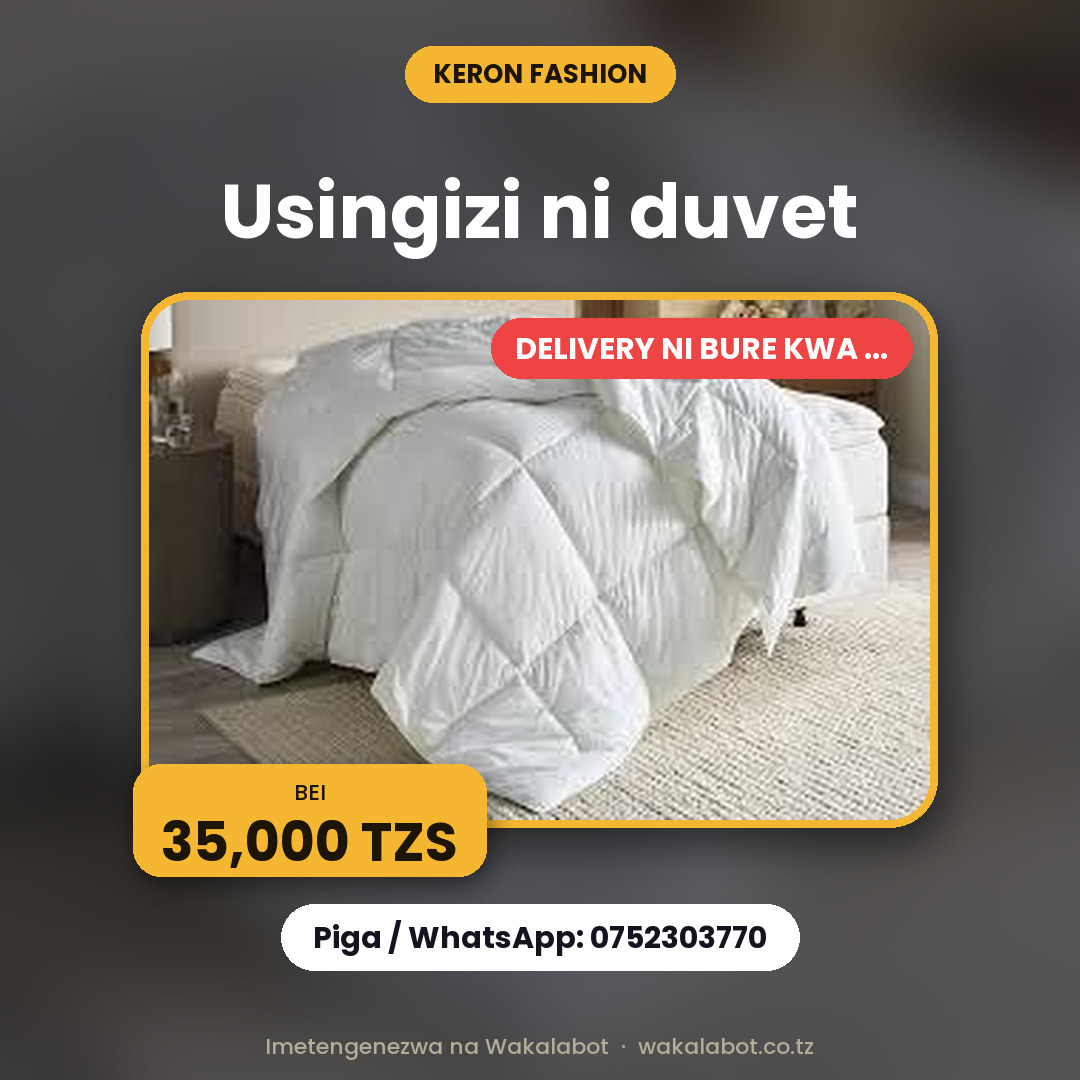 KERON FASHION
Usingizi ni duvet
DELIVERY NI BURE KWA ...
BEI
35,000 TZS
Piga / WhatsApp: 0752303770
Imetengenezwa na Wakalabot · wakalabot.co.tz